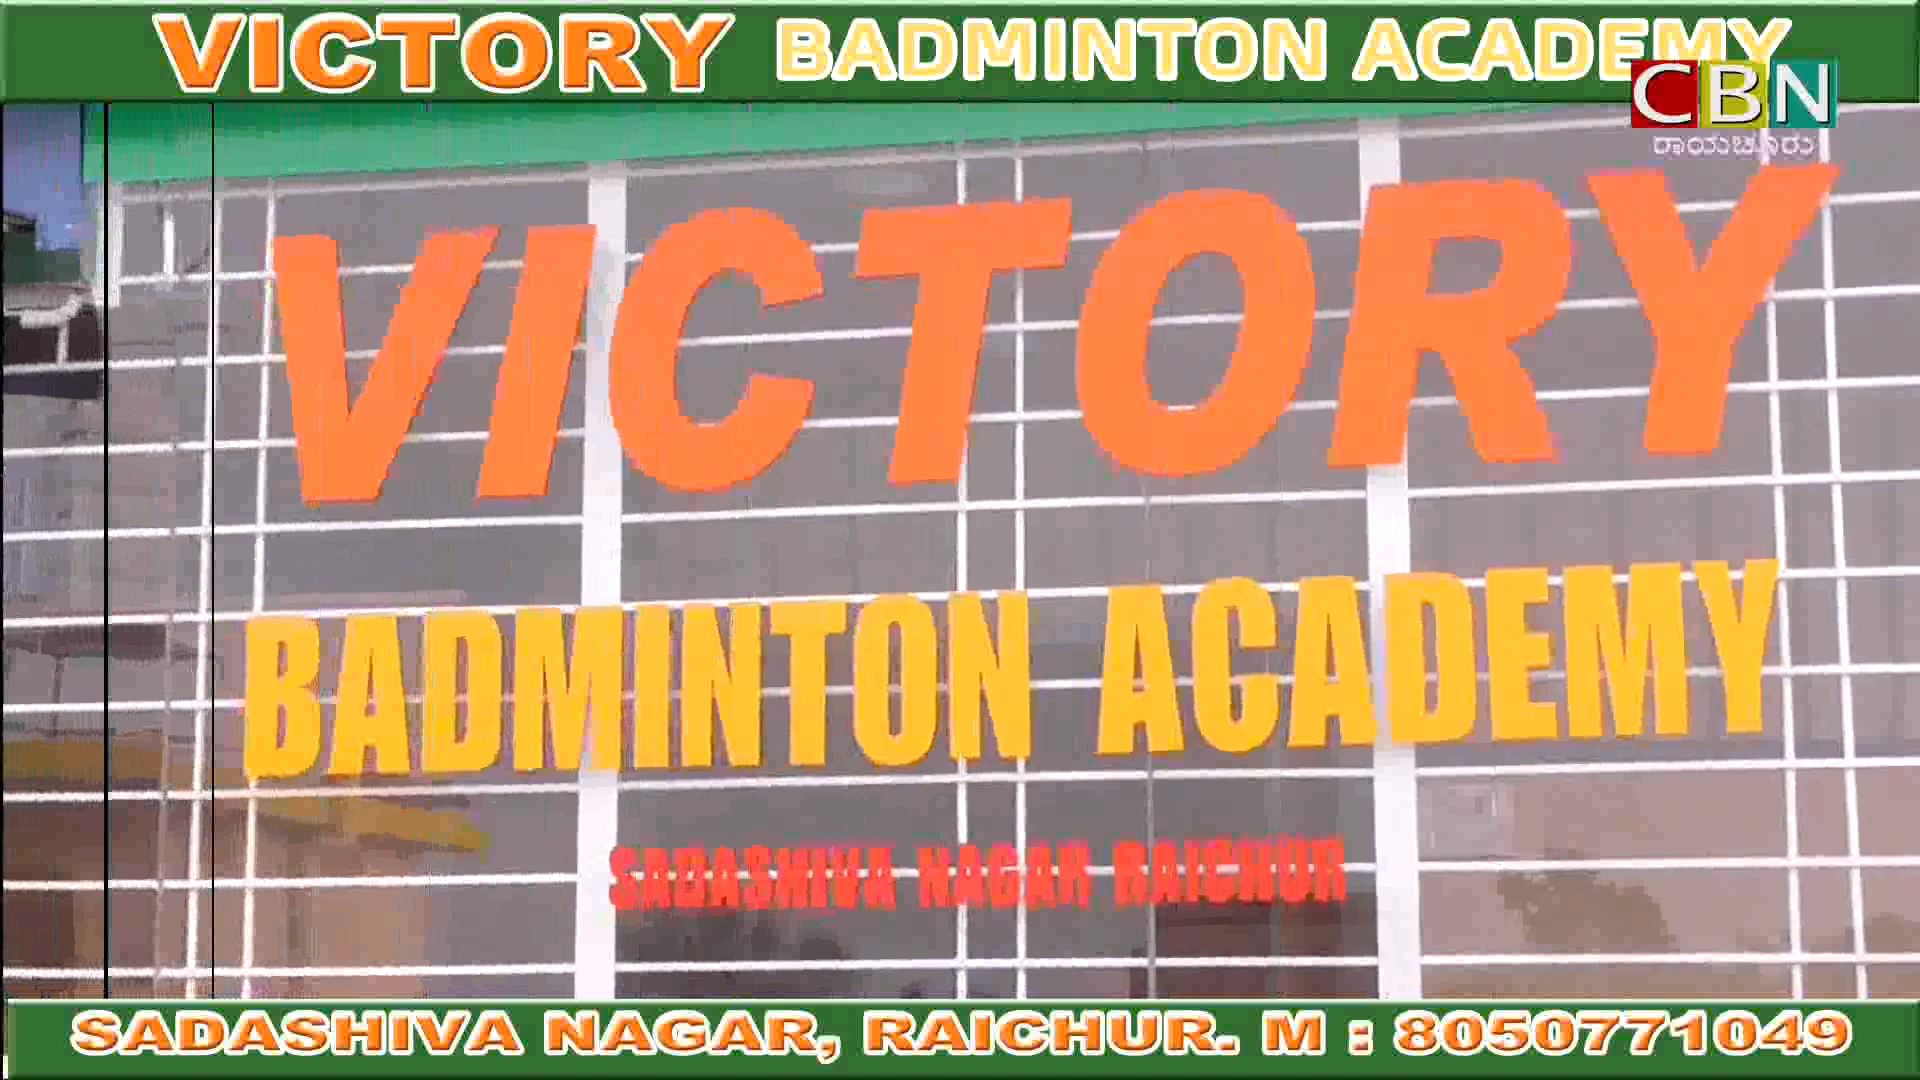 VICTORY BADMINTON ACADEMY
CBN
ರಾಯಚೂರು
VICTORY
BADMINTON ACADEMY
SADASHIVA NAGAR RAICHUR
SADASHIVA NAGAR, RAICHUR. M : 8050771049